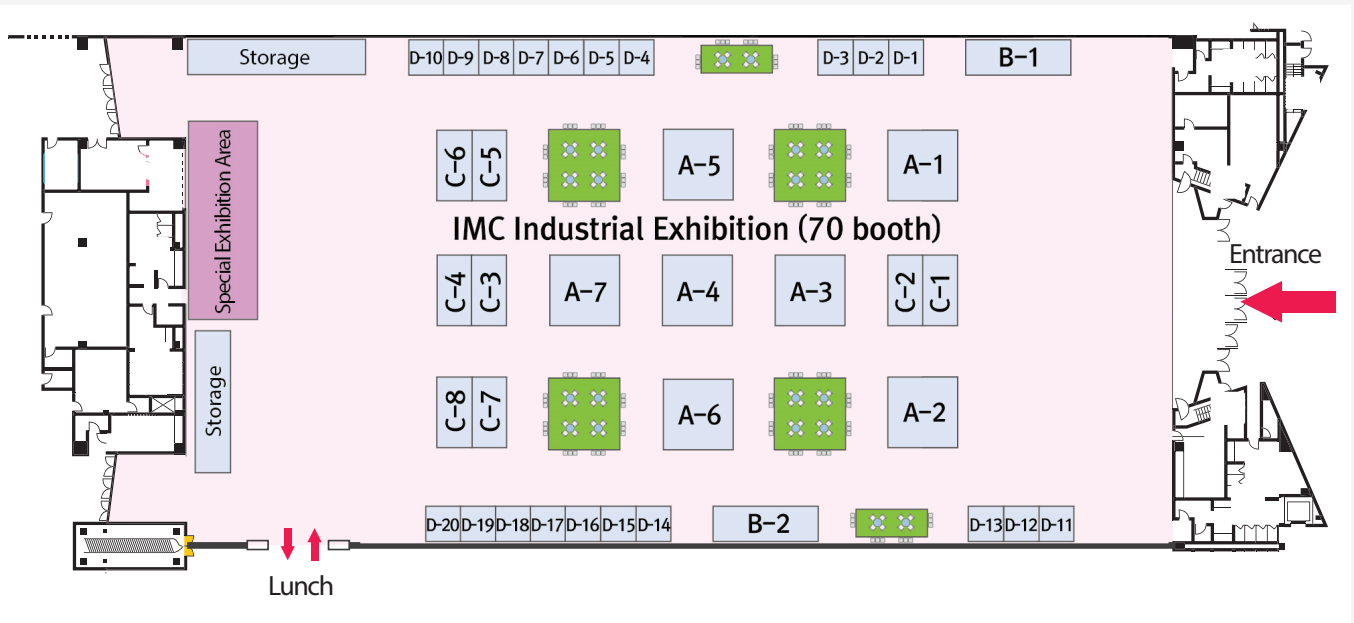 Storage
D-10 D-9 D-8 D-7 D-6 D-5 D-4
D-3 D-2 D-1
B-1
Special Exhibition Area
C-6 C-5
A-5
A-1
IMC Industrial Exhibition (70 booth)
Entrance
C-4 C-3
A-7
A-4
A-3
C-2 C-1
Storage
C-8 C-7
A-6
A-2
D-20 D-19 D-18 D-17 D-16 D-15 D-14
B-2
D-13 D-12 D-11
Lunch